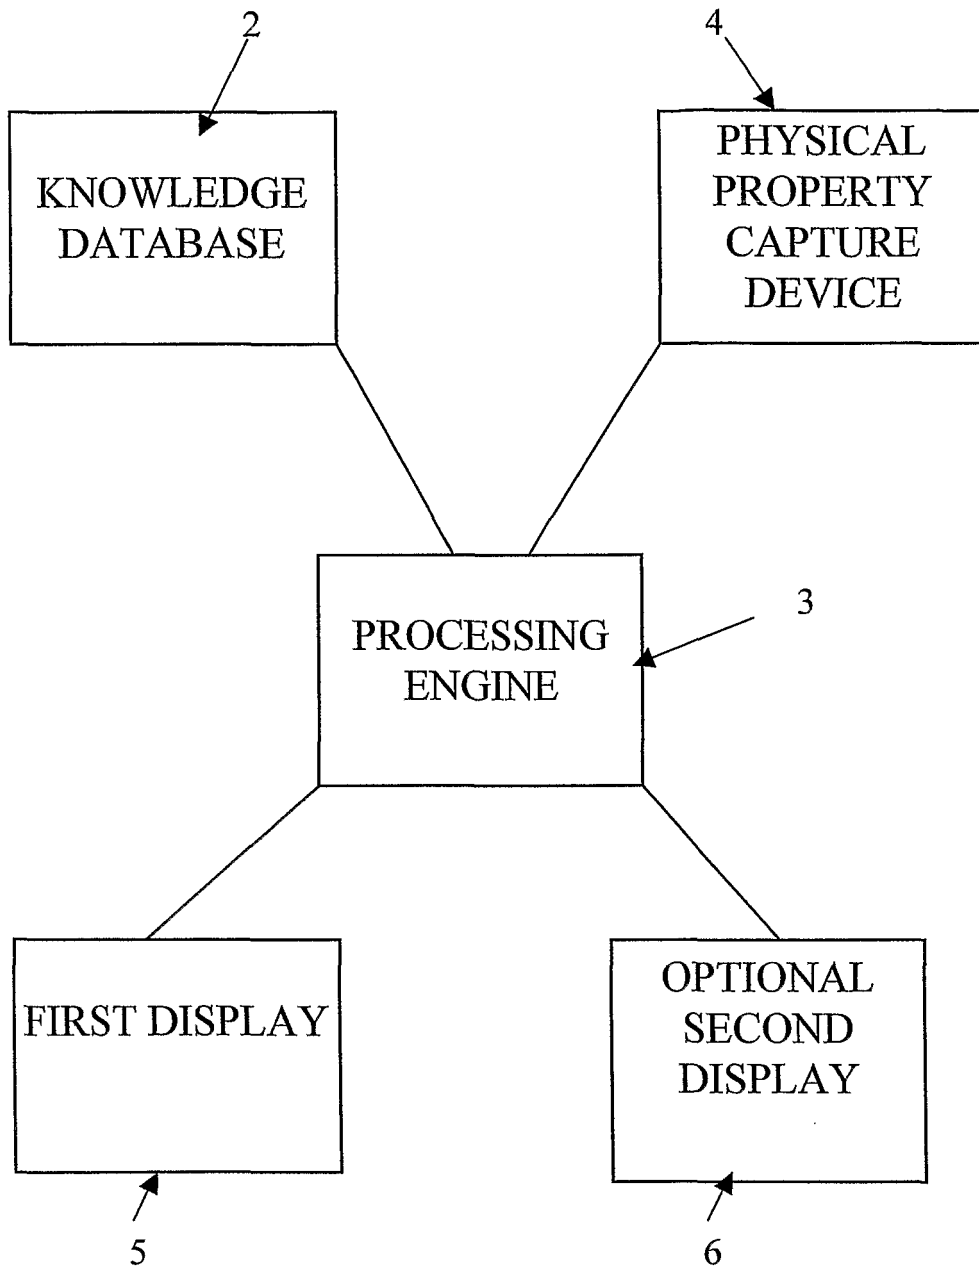 2
4
KNOWLEDGE
DATABASE
PHYSICAL
PROPERTY
CAPTURE
DEVICE
3
PROCESSING
ENGINE
FIRST DISPLAY
OPTIONAL
SECOND
DISPLAY
5
6